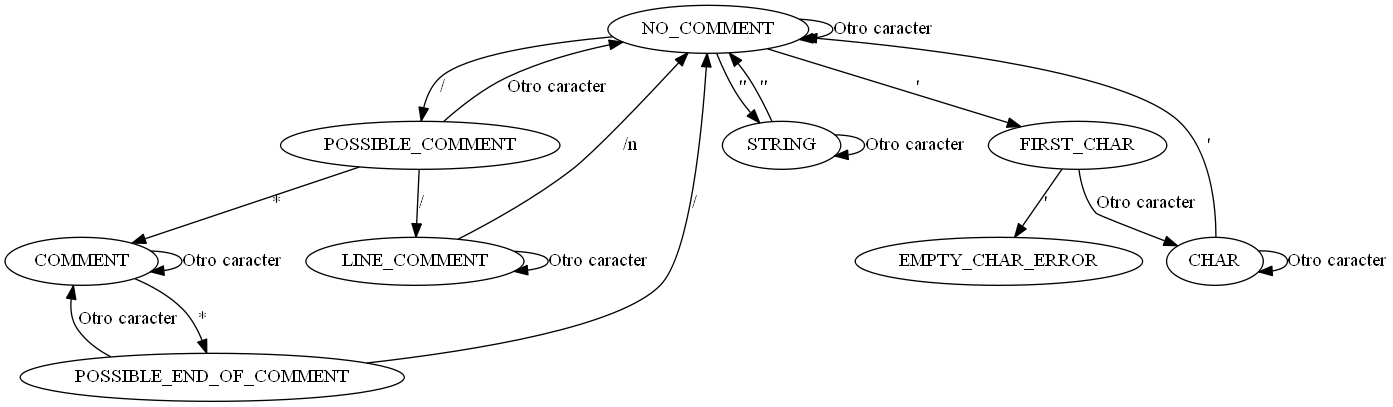 NO_COMMENT
Otro caracter
/
Otro caracter
"
"
'
POSSIBLE_COMMENT
/n
STRING
Otro caracter
FIRST_CHAR
'
*
/
/
'
Otro caracter
COMMENT
Otro caracter
LINE_COMMENT
Otro caracter
EMPTY_CHAR_ERROR
CHAR
Otro caracter
Otro caracter
*
POSSIBLE_END_OF_COMMENT